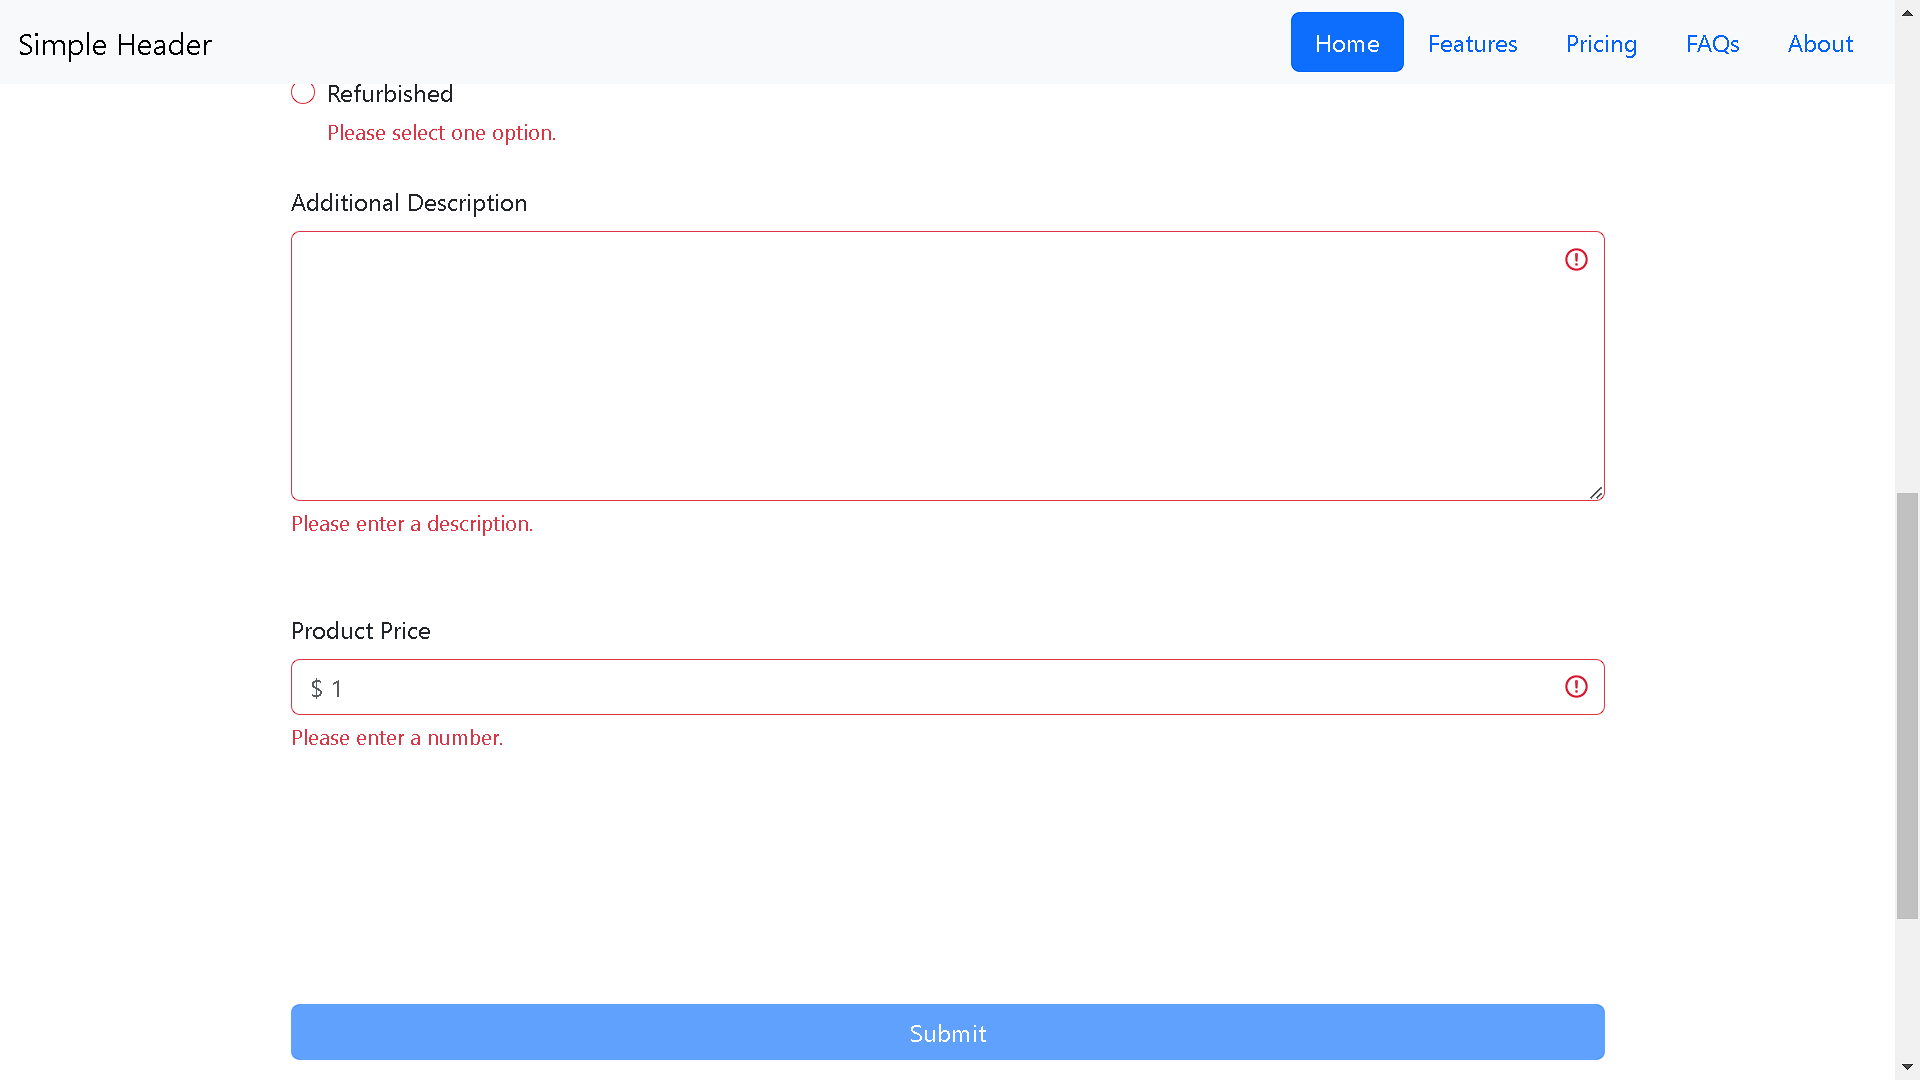 Simple Header
Home
Features
Pricing
FAQs
About
Refurbished
Please select one option.
Additional Description
Please enter a description.
Product Price
$ 1
Please enter a number.
Submit